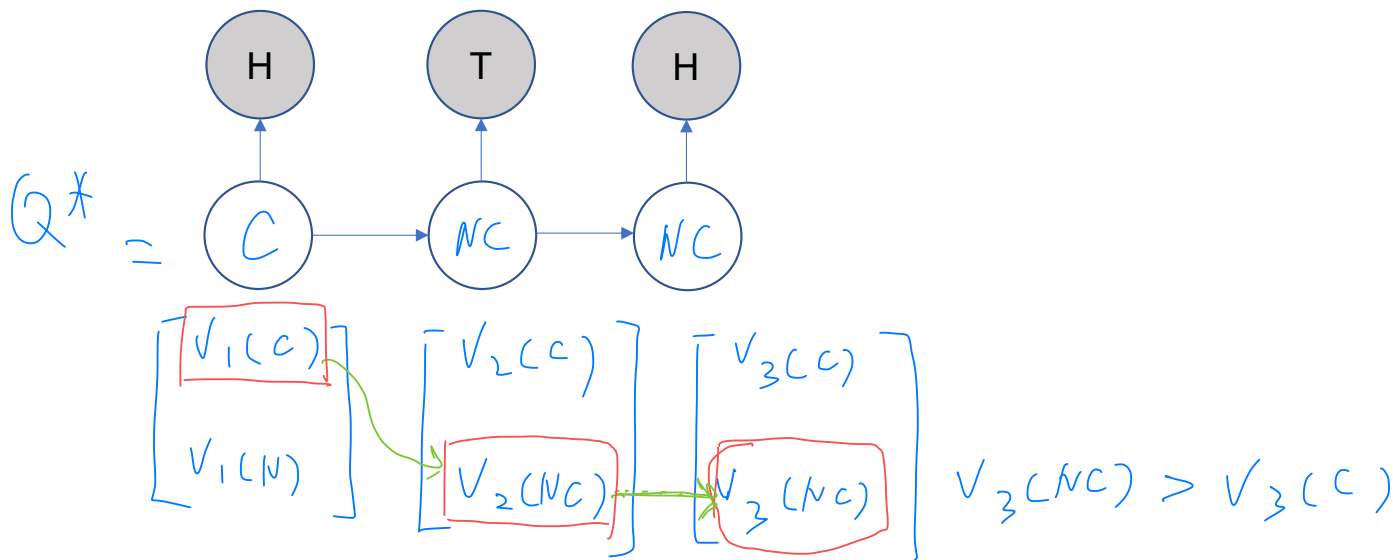 H T H
Q* = C NC NC
V₁(C) V₂(C) V₃(C)
V₁(N) V₂(NC) V₃(NC) V₃(NC) > V₃(C)